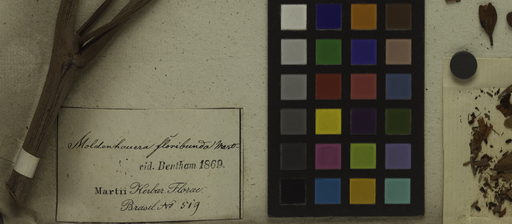 Moldenhauera floribunda Mart.
vid. Bentham 1869.
Martii Herbar. Florae
Brasil. No 519